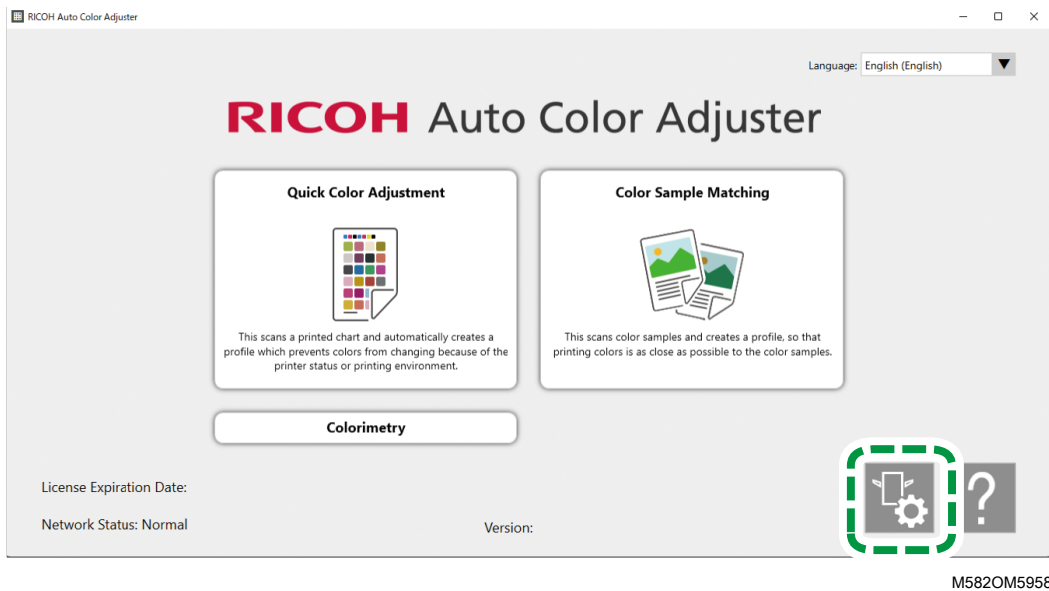 RICOH Auto Color Adjuster
Language: English (English)
RICOH Auto Color Adjuster
Quick Color Adjustment
This scans a printed chart and automatically creates a
profile which prevents colors from changing because of the
printer status or printing environment.
Color Sample Matching
This scans color samples and creates a profile, so that
printing colors is as close as possible to the color samples.
Colorimetry
License Expiration Date:
Network Status: Normal
Version:
?
M582OM5958